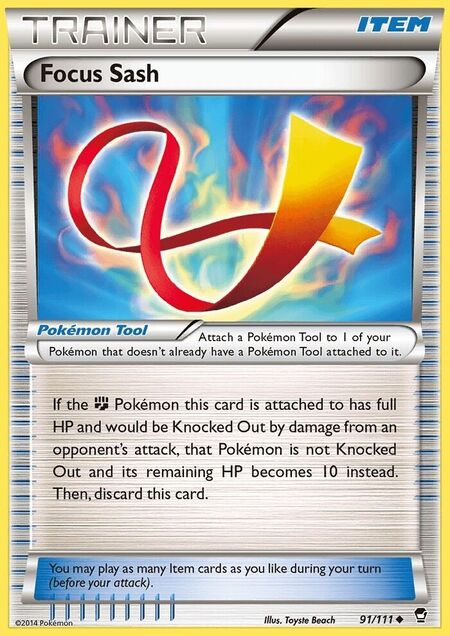 TRAINER
ITEM
Focus Sash
Pokémon Tool
Attach a Pokémon Tool to 1 of your
Pokémon that doesn't already have a Pokémon Tool attached to it.
If the Pokémon this card is attached to has full
HP and would be Knocked Out by damage from an
opponent's attack, that Pokémon is not Knocked
Out and its remaining HP becomes 10 instead.
Then, discard this card.
You may play as many Item cards as you like during your turn
(before your attack).
©2014 Pokémon
Illus. Toyste Beach
91/111